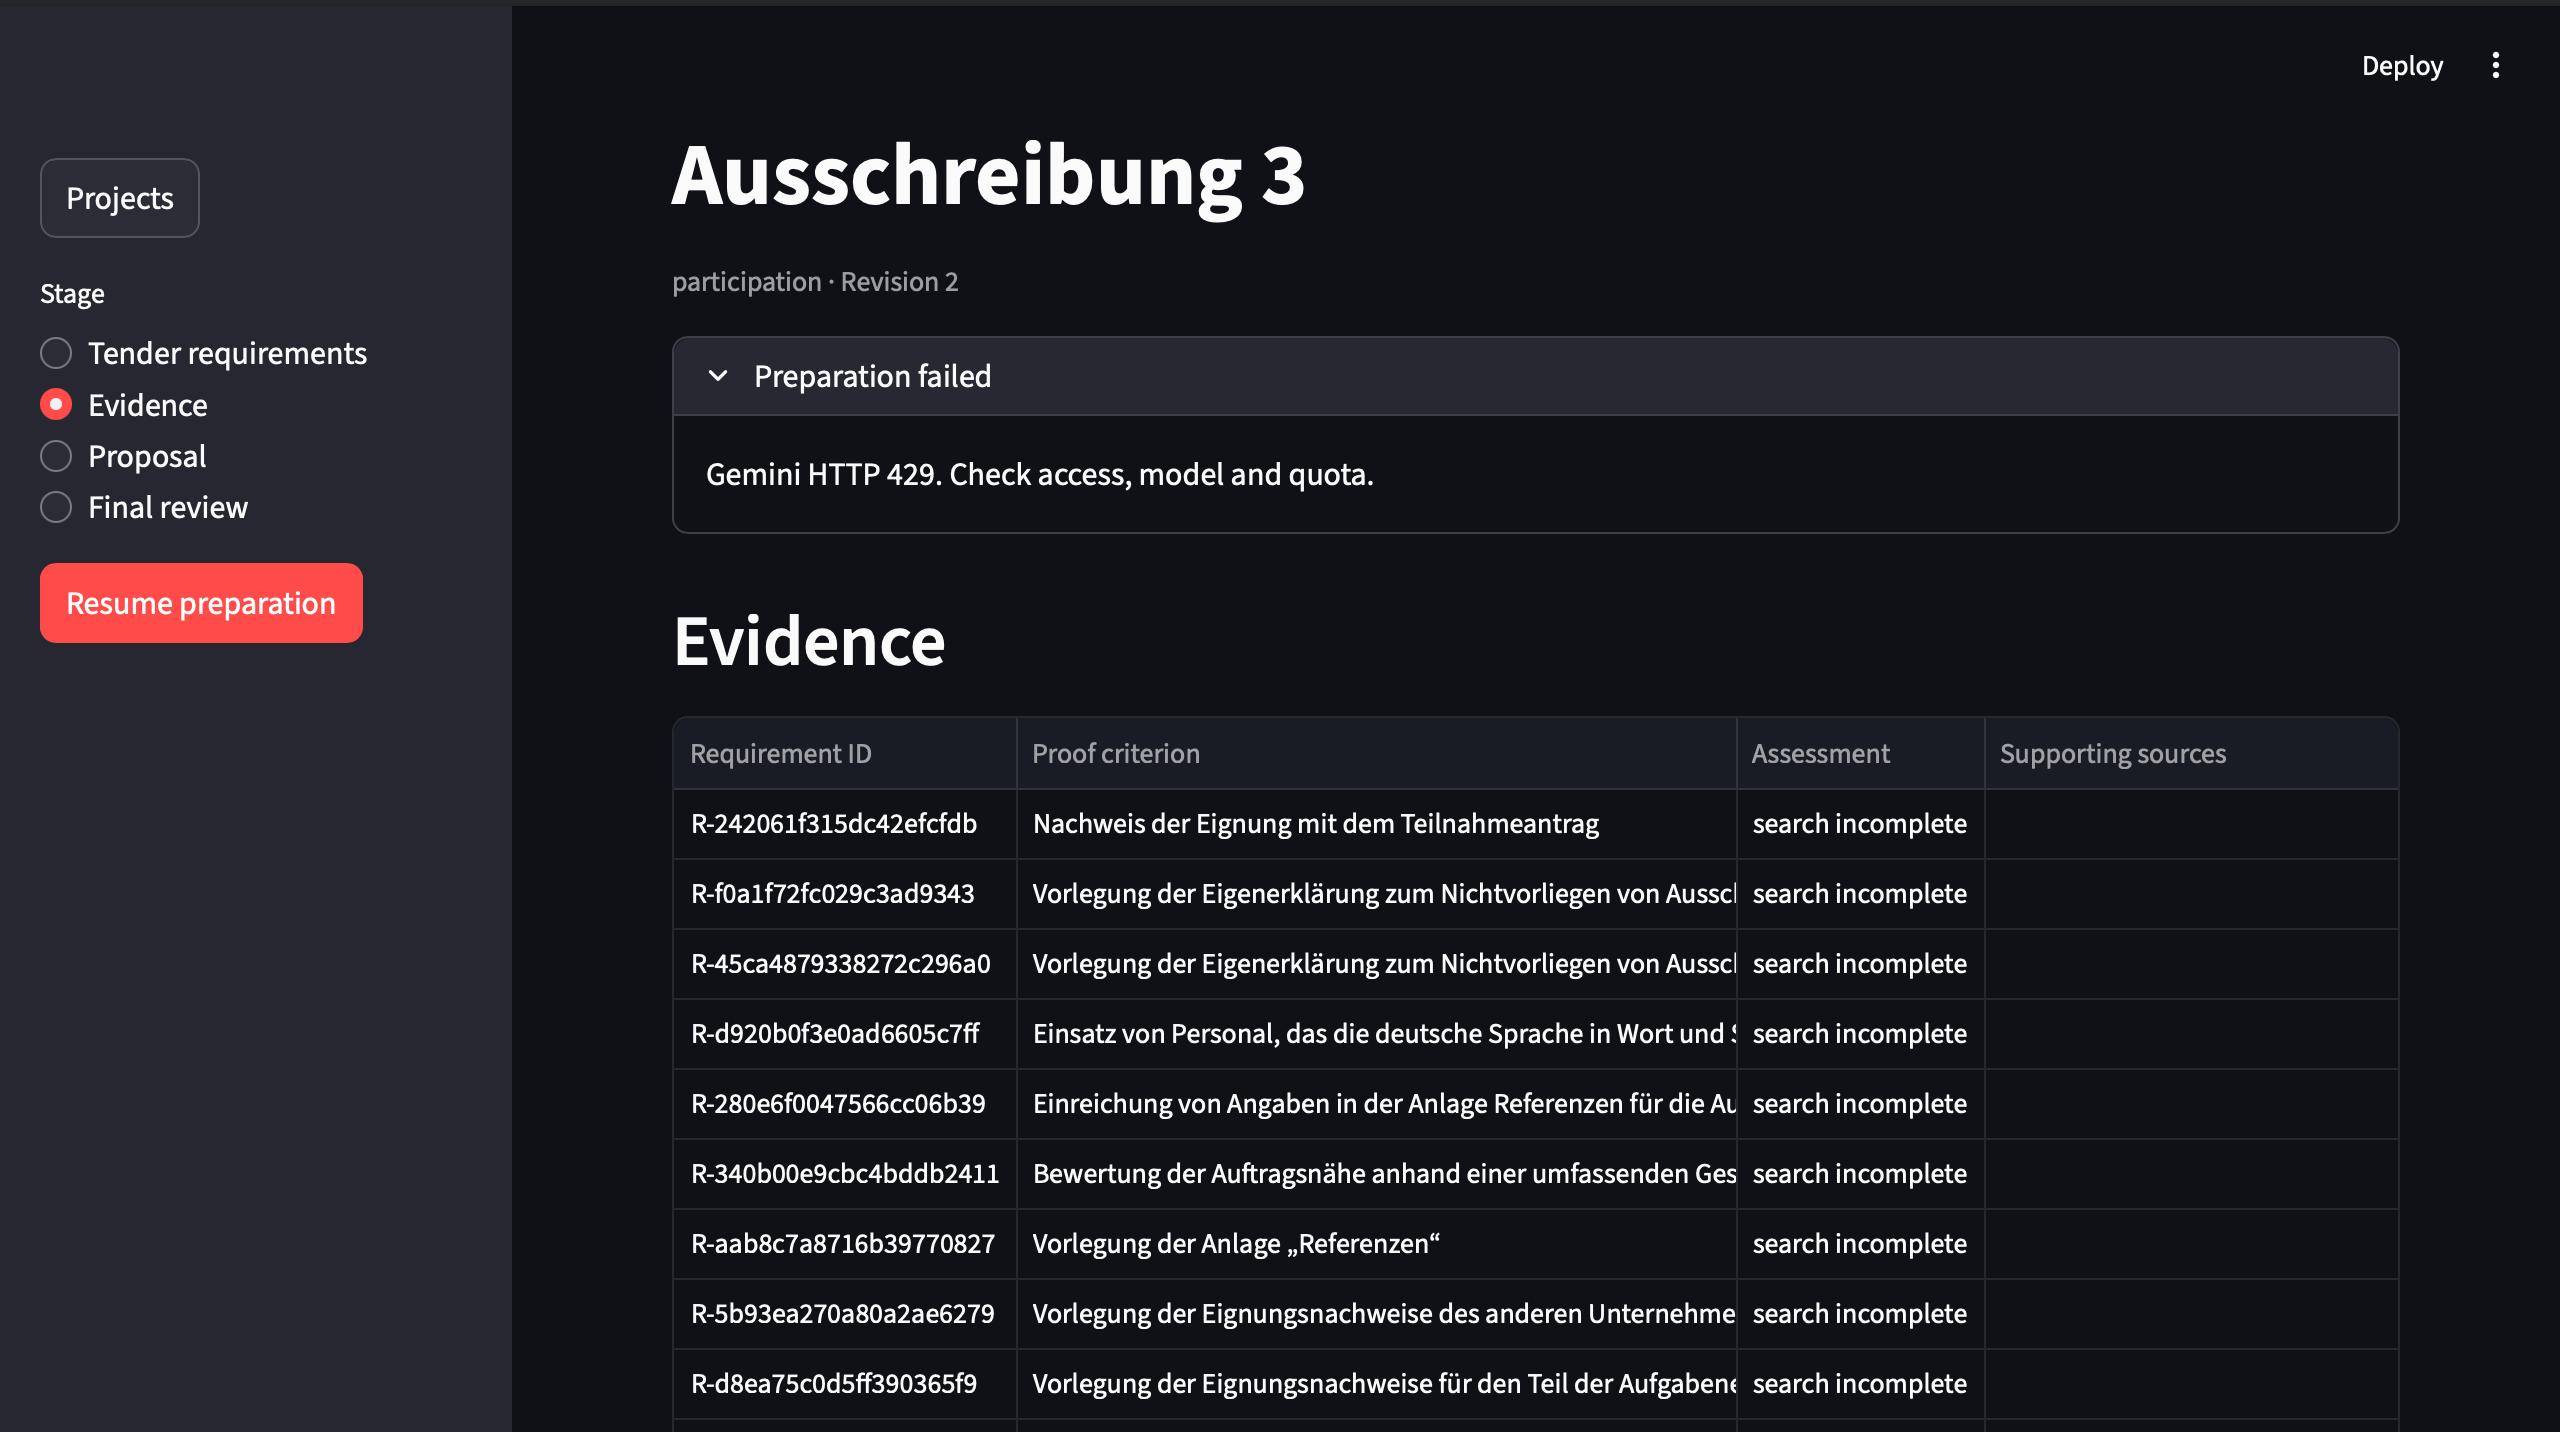 Deploy
Projects
Stage
Tender requirements
Evidence
Proposal
Final review
Resume preparation
Ausschreibung 3
participation · Revision 2
Preparation failed
Gemini HTTP 429. Check access, model and quota.
Evidence
Requirement ID Proof criterion Assessment Supporting sources
R-242061f315dc42efcfdb Nachweis der Eignung mit dem Teilnahmeantrag search incomplete
R-f0a1f72fc029c3ad9343 Vorlegung der Eigenerklärung zum Nichtvorliegen von search incomplete
R-45ca4879338272c296a0 Vorlegung der Eigenerklärung zum Nichtvorliegen von search incomplete
R-d920b0f3e0ad6605c7ff Einsatz von Personal, das die deutsche Sprache in Wort und search incomplete
R-280e6f0047566cc06b39 Einreichung von Angaben in der Anlage Referenzen für die search incomplete
R-340b00e9cbc4bddb2411 Bewertung der Auftragsnähe anhand einer umfassenden search incomplete
R-aab8c7a8716b39770827 Vorlegung der Anlage „Referenzen“ search incomplete
R-5b93ea270a80a2ae6279 Vorlegung der Eignungsnachweise des anderen Unternehme search incomplete
R-d8ea75c0d5ff390365f9 Vorlegung der Eignungsnachweise für den Teil der search incomplete